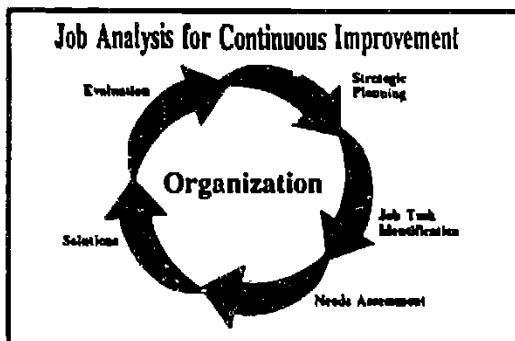 Job Analysis for Continuous Improvement
Evaluation
Strategic
Planning
Organization
Job Task
Identification
Solutions
Needs Assessment